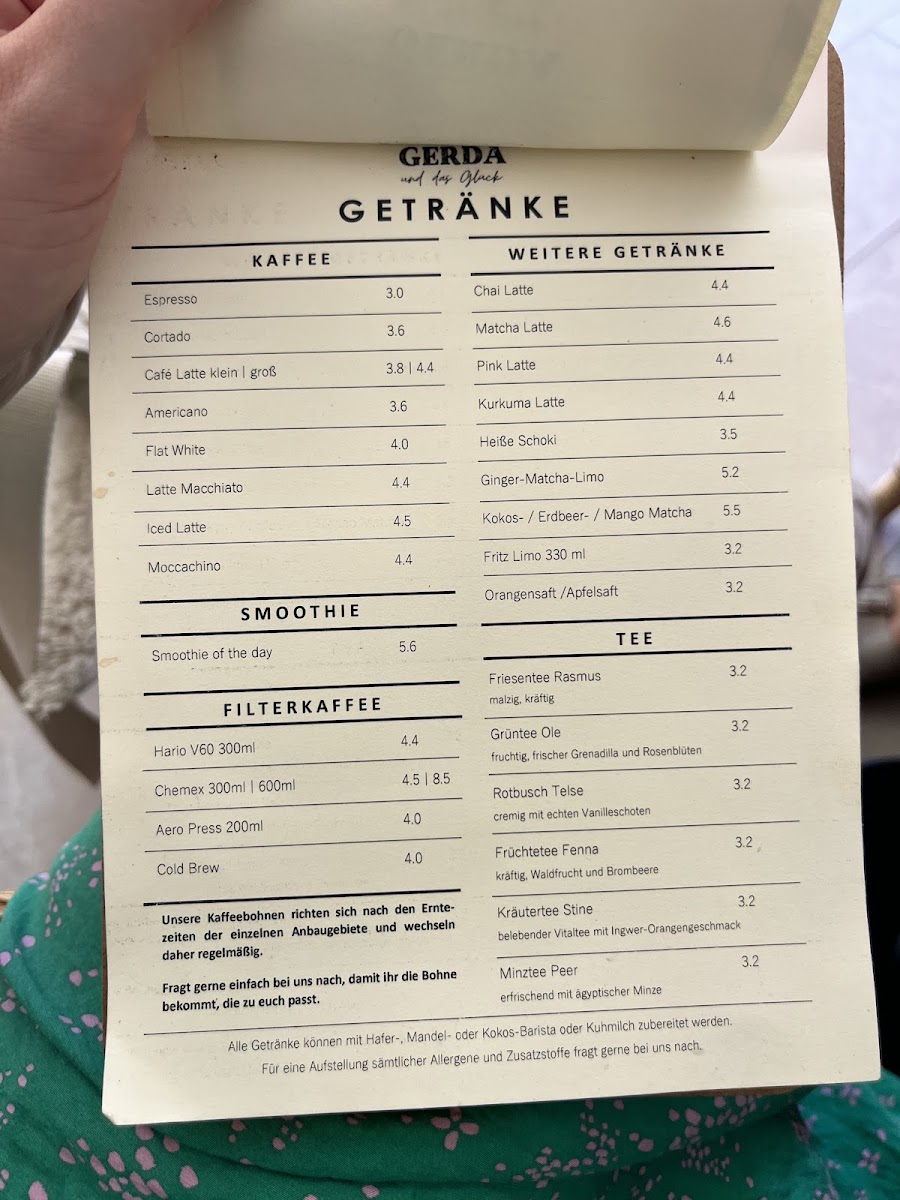 GERDA
und das Glück
GETRÄNKE
KAFFEE
Espresso 3.0
Cortado 3.6
Café Latte klein | groß 3.8 | 4.4
Americano 3.6
Flat White 4.0
Latte Macchiato 4.4
Iced Latte 4.5
Moccachino 4.4
SMOOTHIE
Smoothie of the day 5.6
FILTERKAFFEE
Hario V60 300ml 4.4
Chemex 300ml | 600ml 4.5 | 8.5
Aero Press 200ml 4.0
Cold Brew 4.0
Unsere Kaffeebohnen richten sich nach den Ernte-
zeiten der einzelnen Anbaugebiete und wechseln
daher regelmäßig.
Fragt gerne einfach bei uns nach, damit ihr die Bohne
bekommt, die zu euch passt.
WEITERE GETRÄNKE
Chai Latte 4.4
Matcha Latte 4.6
Pink Latte 4.4
Kurkuma Latte 4.4
Heiße Schoki 3.5
Ginger-Matcha-Limo 5.2
Kokos- / Erdbeer- / Mango Matcha 5.5
Fritz Limo 330 ml 3.2
Orangensaft /Apfelsaft 3.2
TEE
Friesentee Rasmus 3.2
malzig, kräftig
Grüntee Ole 3.2
fruchtig, frischer Grenadilla und Rosenblüten
Rotbusch Telse 3.2
cremig mit echten Vanilleschoten
Früchtetee Fenna 3.2
kräftig, Waldfrucht und Brombeere
Kräutertee Stine 3.2
belebender Vitaltee mit Ingwer-Orangengeschmack
Minztee Peer 3.2
erfrischend mit ägyptischer Minze
Alle Getränke können mit Hafer-, Mandel- oder Kokos-Barista oder Kuhmilch zubereitet werden.
Für eine Aufstellung sämtlicher Allergene und Zusatzstoffe fragt gerne bei uns nach.